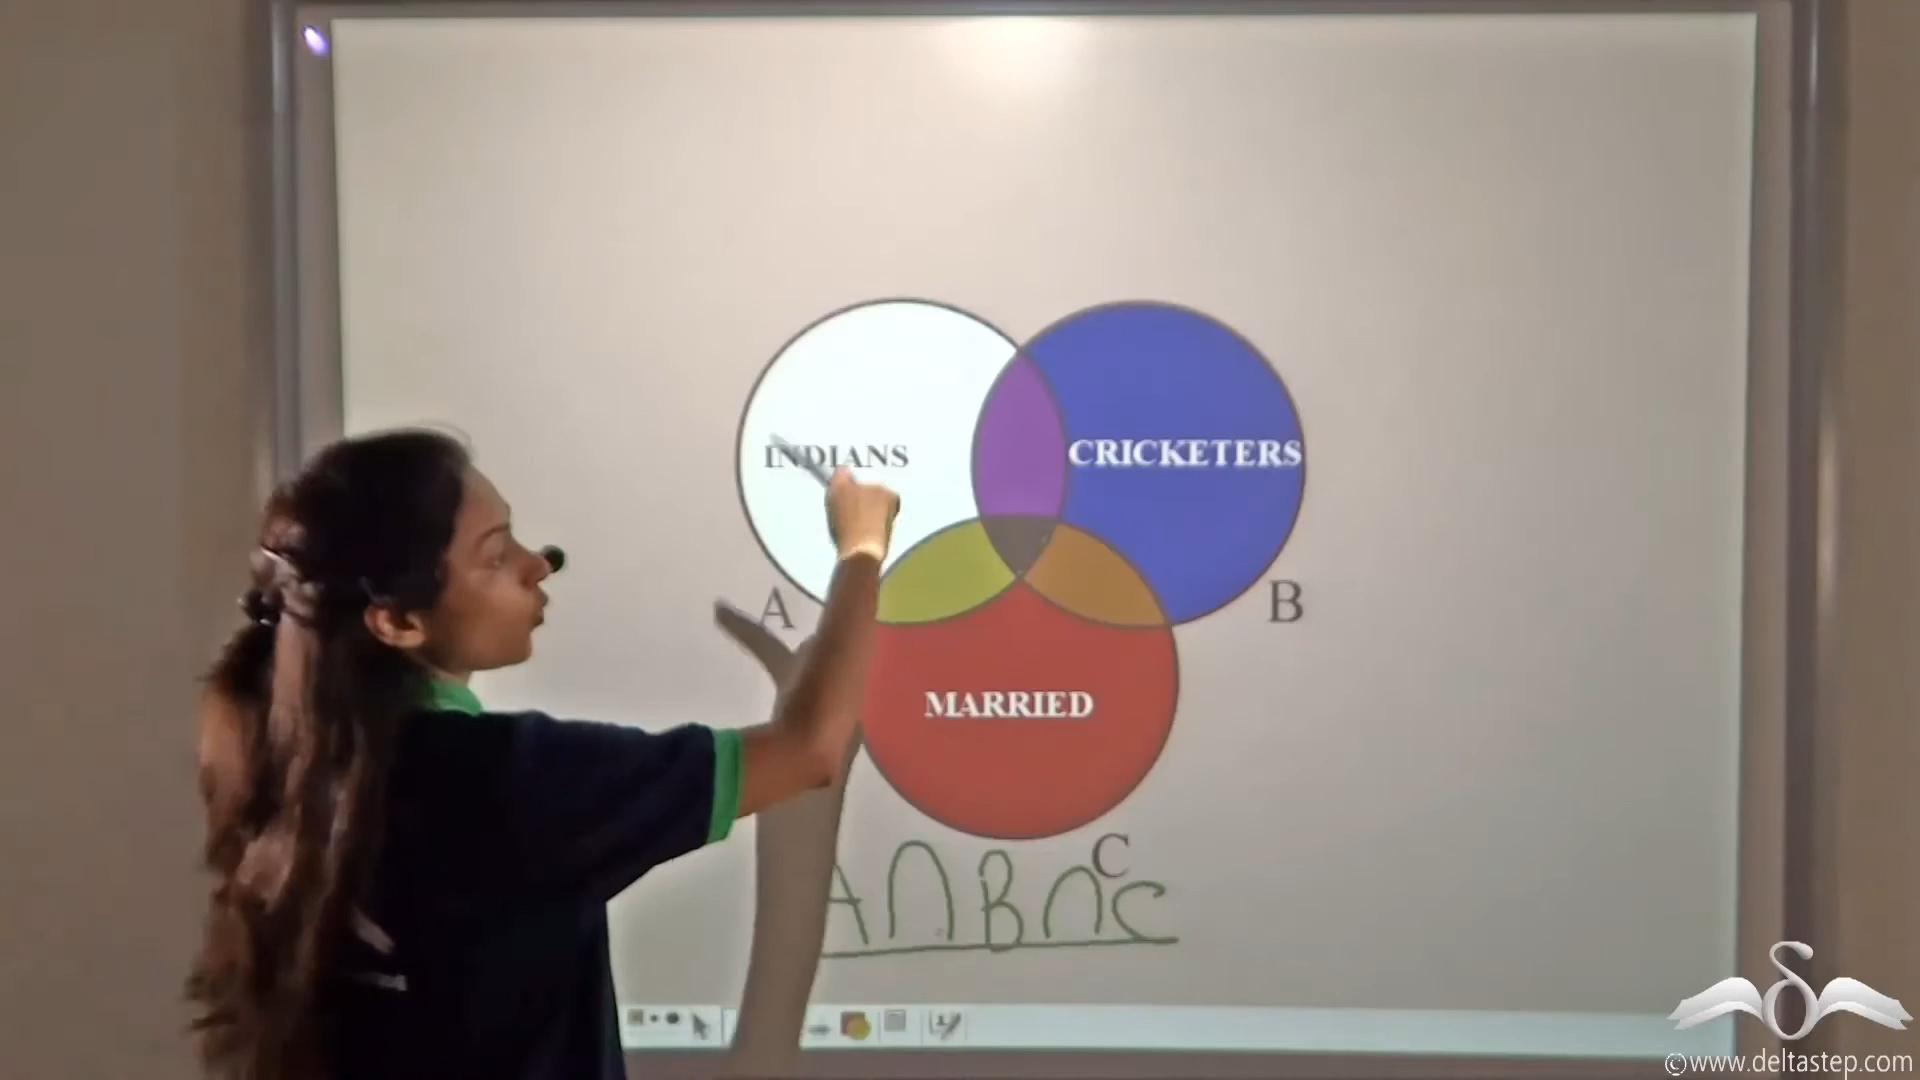 INDIANS
CRICKETERS
A
B
MARRIED
C
A∩B∩C
©www.deltastep.com